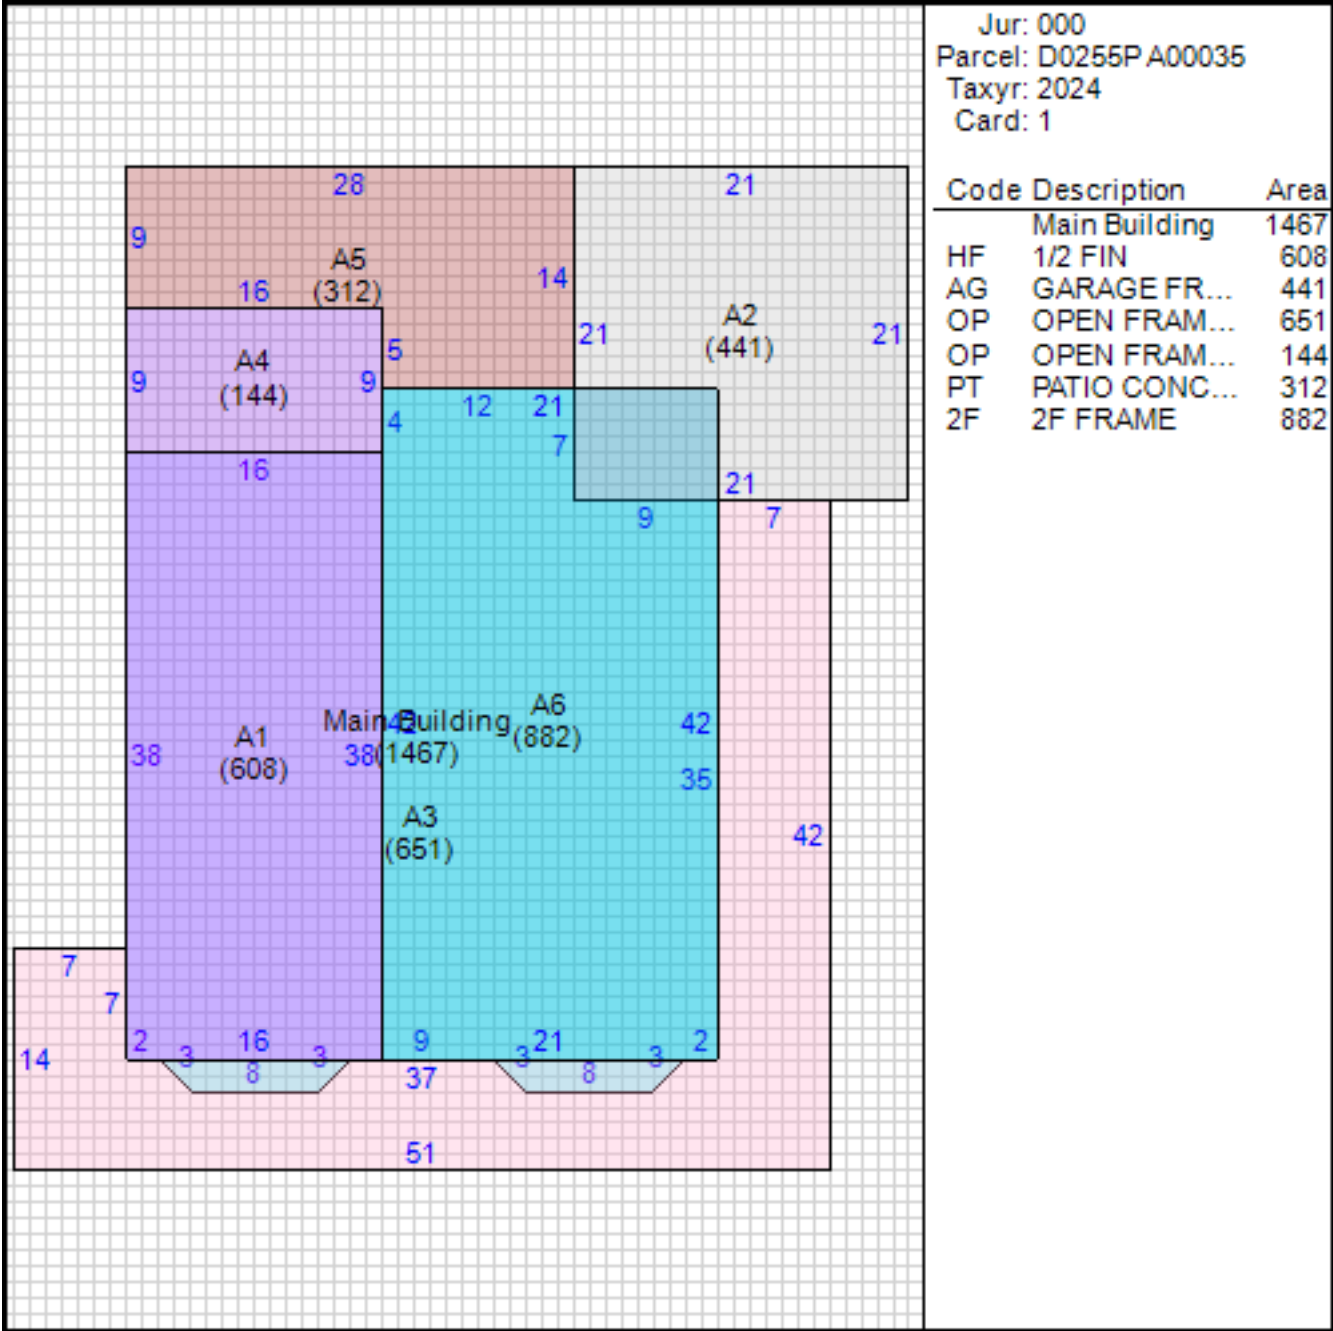 Jur: 000
Parcel: D0255PA00035
Taxyr: 2024
Card: 1
Code Description Area
Main Building 1467
HF 1/2 FIN 608
AG GARAGE FR... 441
OP OPEN FRAM... 651
OP OPEN FRAM... 144
PT PATIO CONC... 312
2F 2F FRAME 882
28
21
9
A5
(312)
14
16
A2
(441)
21
21
5
A4
(144)
9
9
12
21
4
7
16
21
9
7
A6
(882)
Main Building
(1467)
42
42
A1
(608)
38
38
35
A3
(651)
42
7
7
2
3
16
3
9
3
21
3
2
14
8
37
8
51